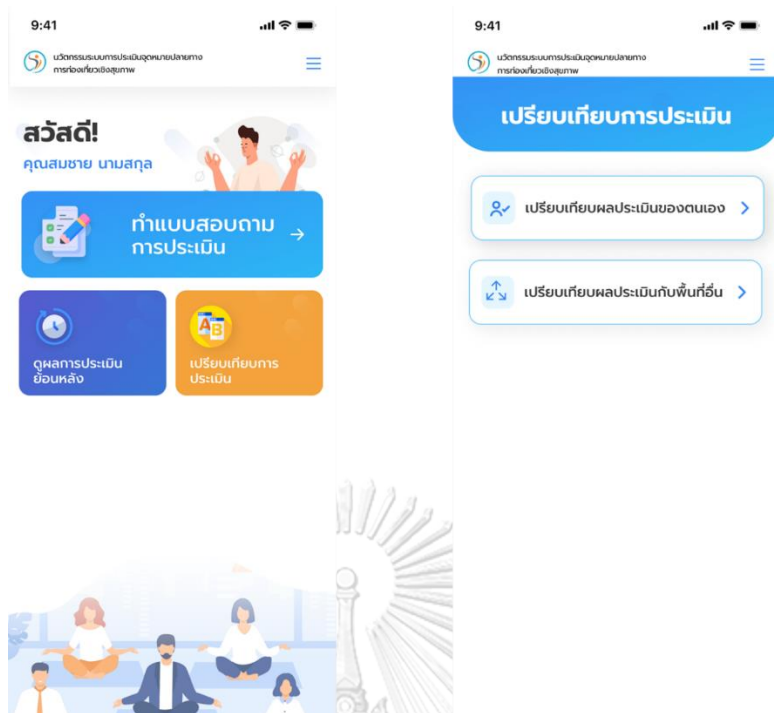 9:41
นวัตกรรมระบบการประเมินจุดหมายปลายทาง
การท่องเที่ยวเชิงสุขภาพ
สวัสดี!
คุณสมชาย นามสกุล
ทำแบบสอบถาม
การประเมิน
ดูผลการประเมิน
ย้อนหลัง
A B
เปรียบเทียบการ
ประเมิน
9:41
นวัตกรรมระบบการประเมินจุดหมายปลายทาง
การท่องเที่ยวเชิงสุขภาพ
เปรียบเทียบการประเมิน
เปรียบเทียบผลประเมินของตนเอง
เปรียบเทียบผลประเมินกับพื้นที่อื่น